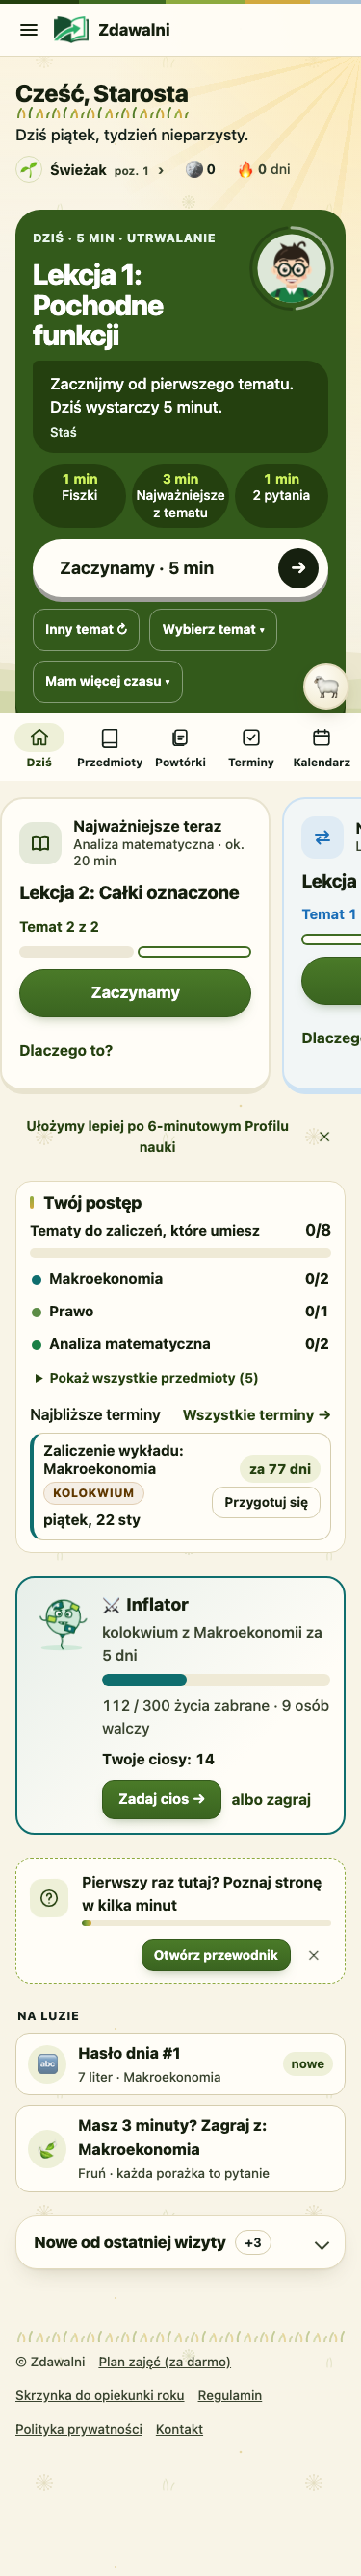 Zdawalni
Cześć, Starosta
Dziś piątek, tydzień nieparzysty.
Świeżak poz. 1 › 0 0 dni
DZIŚ · 5 MIN · UTRWALANIE
Lekcja 1:
Pochodne
funkcji
Zacznijmy od pierwszego tematu.
Dziś wystarczy 5 minut.
Staś
1 min
Fiszki
3 min
Najważniejsze
z tematu
1 min
2 pytania
Zaczynamy · 5 min →
Inny temat ↻
Wybierz temat ▾
Mam więcej czasu ▾
Dziś
Przedmioty
Powtórki
Terminy
Kalendarz
Najważniejsze teraz
Analiza matematyczna · ok.
20 min
Lekcja 2: Całki oznaczone
Temat 2 z 2
Zaczynamy
Dlaczego to?
Lekcja
Temat 1
Ułożymy lepiej po 6-minutowym Profilu
nauki
×
Twój postęp
Tematy do zaliczeń, które umiesz 0/8
Makroekonomia 0/2
Prawo 0/1
Analiza matematyczna 0/2
▶ Pokaż wszystkie przedmioty (5)
Najbliższe terminy Wszystkie terminy →
Zaliczenie wykładu:
Makroekonomia
KOLOKWIUM
piątek, 22 sty
za 77 dni
Przygotuj się
⚔ Inflator
kolokwium z Makroekonomii za
5 dni
112 / 300 życia zabrane · 9 osób
walczy
Twoje ciosy: 14
Zadaj cios → albo zagraj
Pierwszy raz tutaj? Poznaj stronę
w kilka minut
Otwórz przewodnik ×
NA LUZIE
abc
Hasło dnia #1
7 liter · Makroekonomia
nowe
Masz 3 minuty? Zagraj z:
Makroekonomia
Fruń · każda porażka to pytanie
Nowe od ostatniej wizyty +3
© Zdawalni Plan zajęć (za darmo)
Skrzynka do opiekunki roku Regulamin
Polityka prywatności Kontakt